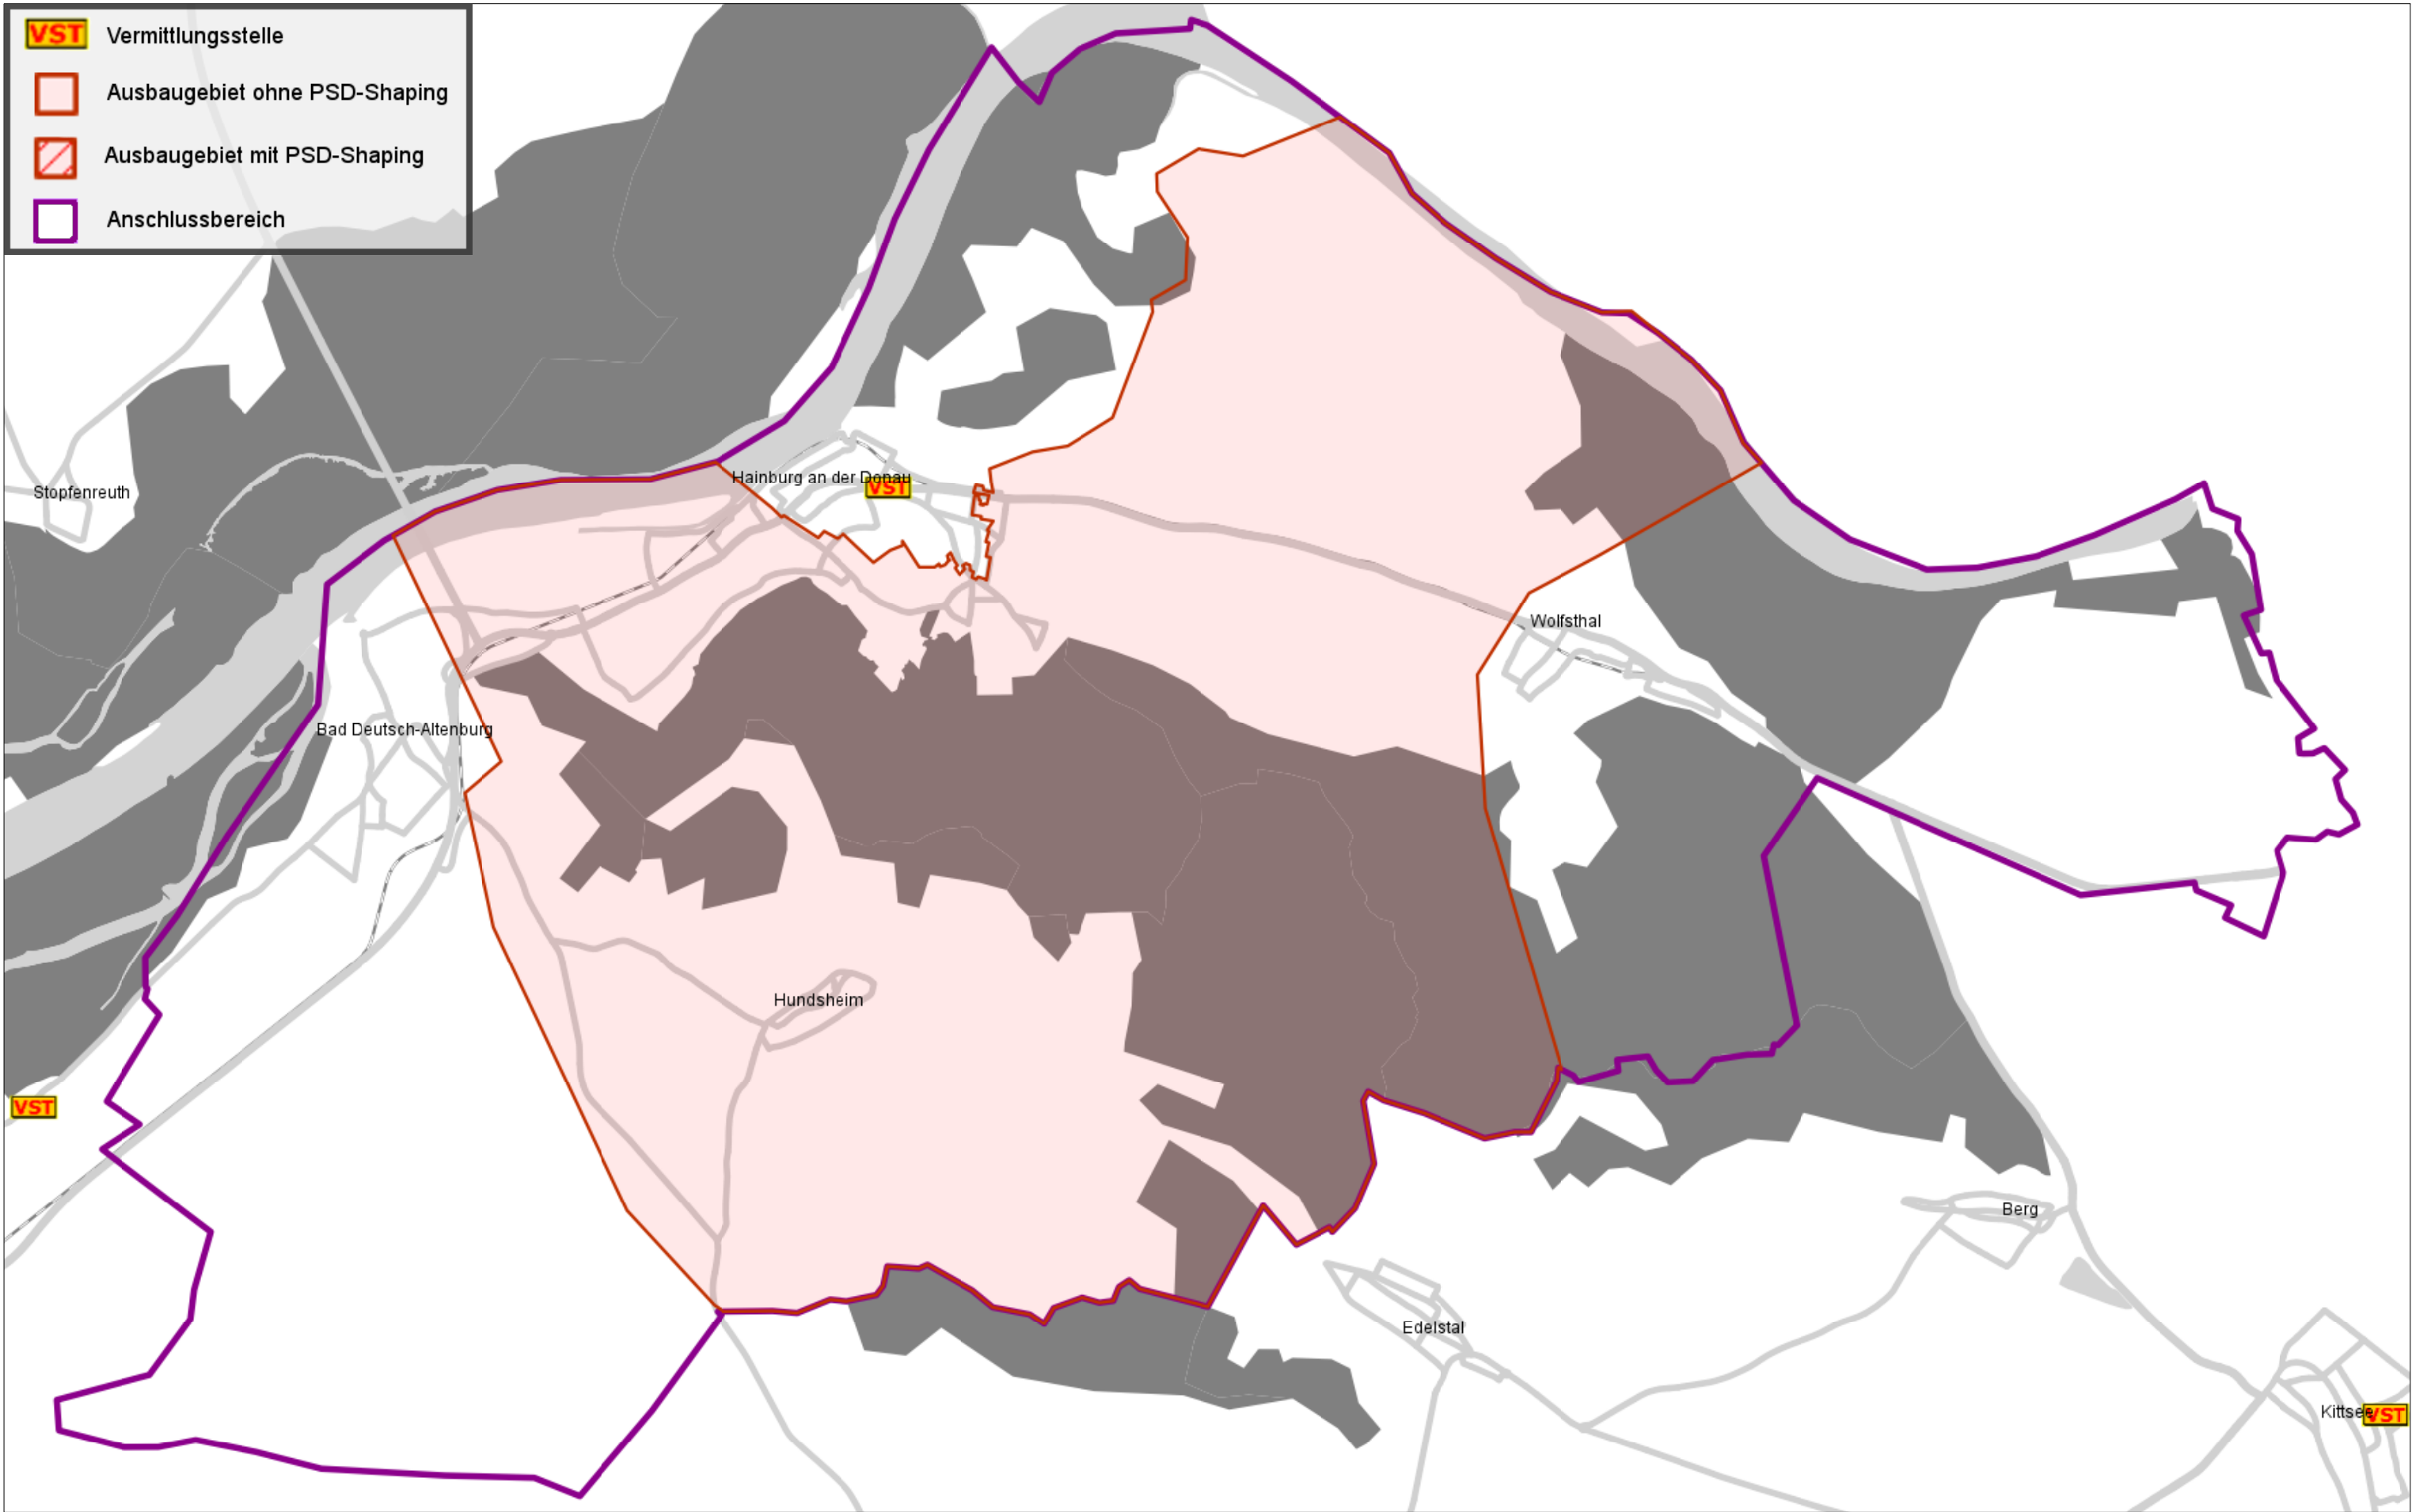 VST Vermittlungsstelle
Ausbaugebiet ohne PSD-Shaping
Ausbaugebiet mit PSD-Shaping
Anschlussbereich
Hainburg an der Donau
VST
Stopfenreuth
Wolfsthal
Bad Deutsch-Altenburg
Hundsheim
VST
Berg
Edelstal
Kittsee
VST